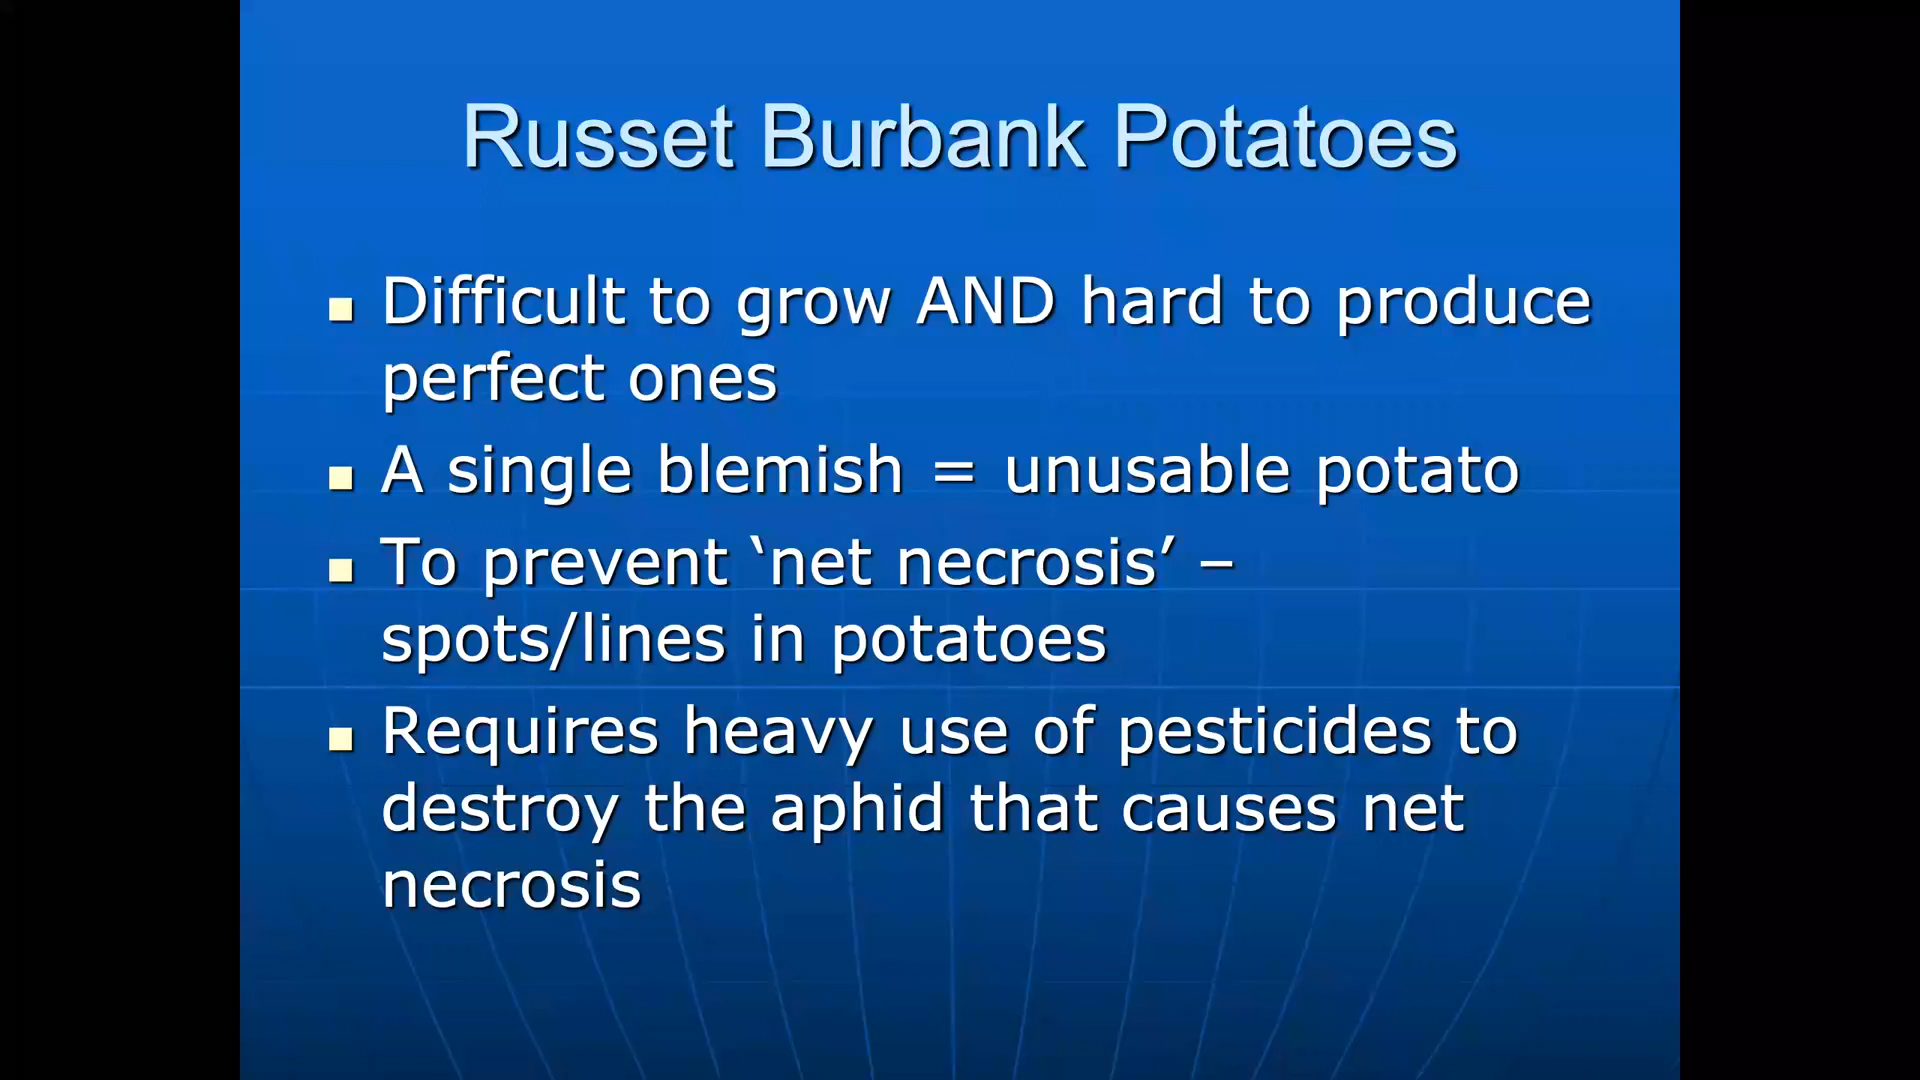 Russet Burbank Potatoes
Difficult to grow AND hard to produce
perfect ones
A single blemish = unusable potato
To prevent ‘net necrosis’ –
spots/lines in potatoes
Requires heavy use of pesticides to
destroy the aphid that causes net
necrosis